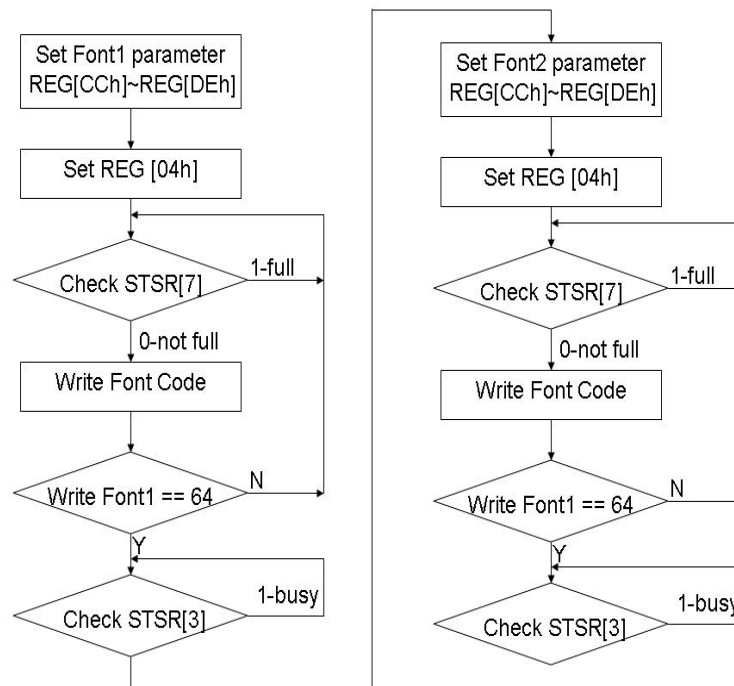 Set Font1 parameter
REG[CCh]~REG[DEh]
Set REG [04h]
Check STSR[7]
1-full
0-not full
Write Font Code
Write Font1 == 64
N
Y
Check STSR[3]
1-busy
Set Font2 parameter
REG[CCh]~REG[DEh]
Set REG [04h]
Check STSR[7]
1-full
0-not full
Write Font Code
Write Font1 == 64
N
Y
Check STSR[3]
1-busy